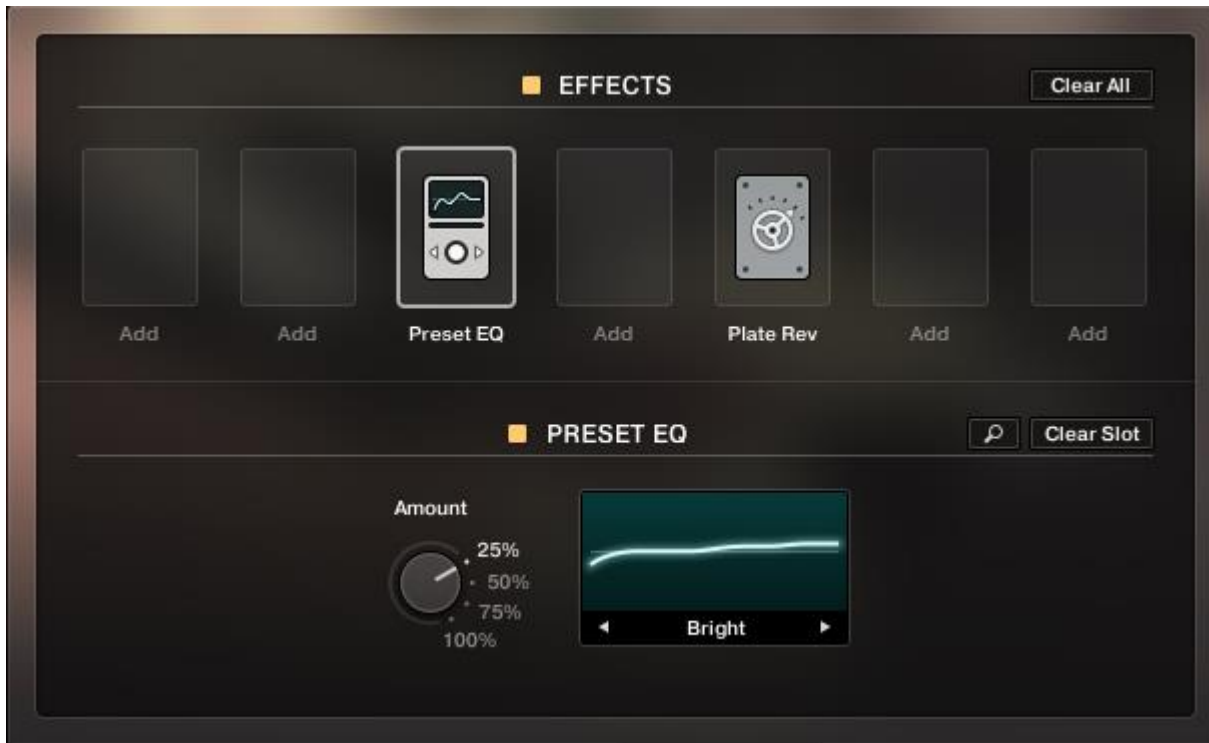 EFFECTS
Clear All
Add
Add
Preset EQ
Add
Plate Rev
Add
Add
PRESET EQ
Clear Slot
Amount
25%
50%
75%
100%
Bright